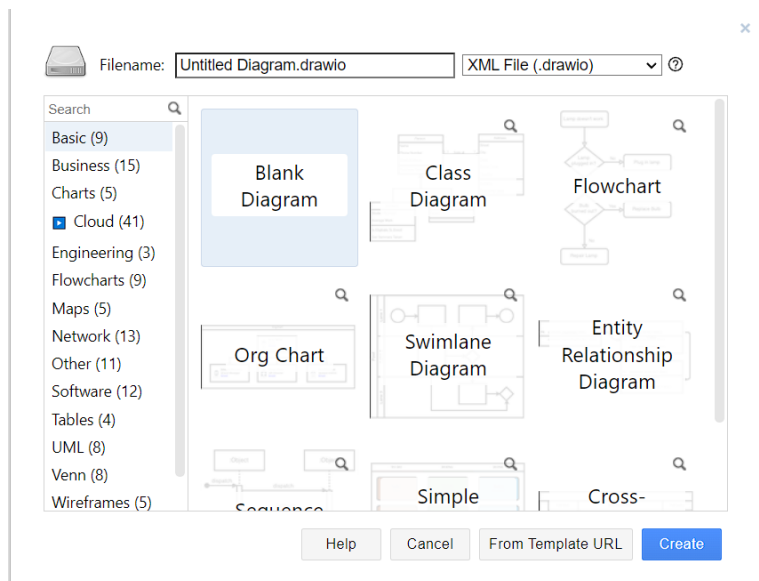 Filename: Untitled Diagram.drawio XML File (.drawio)
Search
Basic (9)
Business (15)
Charts (5)
Cloud (41)
Engineering (3)
Flowcharts (9)
Maps (5)
Network (13)
Other (11)
Software (12)
Tables (4)
UML (8)
Venn (8)
Wireframes (5)
Blank
Diagram
Class
Diagram
Flowchart
Org Chart
Swimlane
Diagram
Entity
Relationship
Diagram
Sequence
Simple
Cross-
Help
Cancel
From Template URL
Create